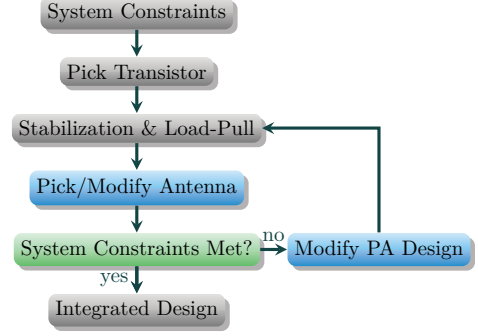 System Constraints
Pick Transistor
Stabilization & Load-Pull
Pick/Modify Antenna
System Constraints Met?
no
Modify PA Design
yes
Integrated Design